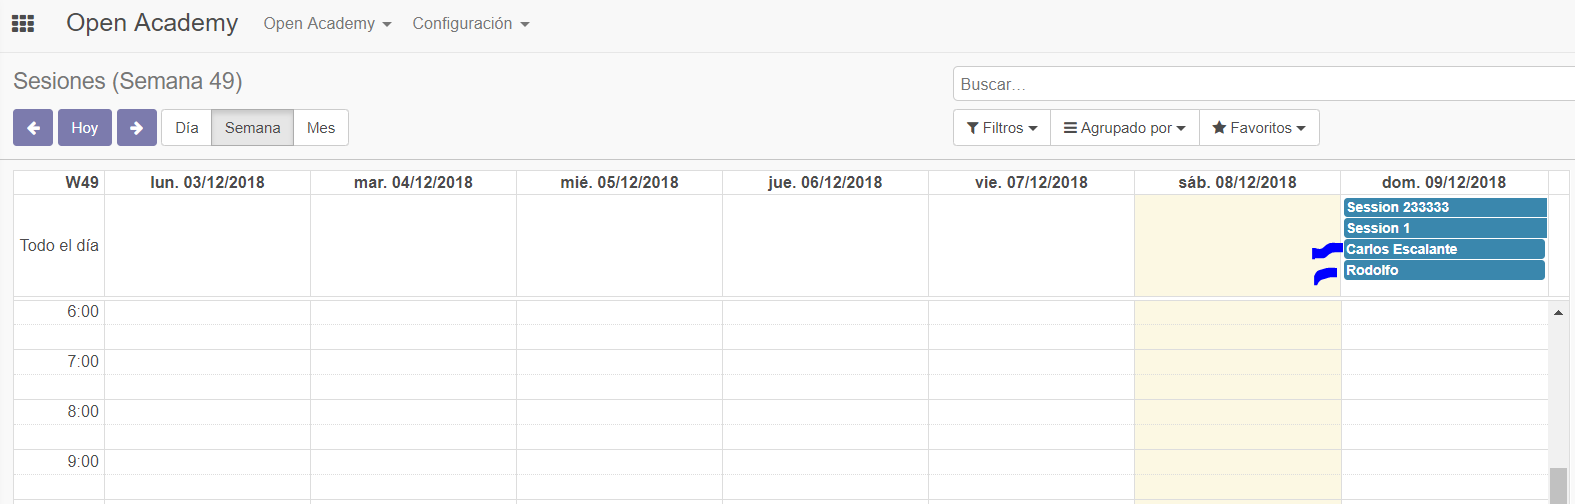 Open Academy Open Academy Configuración
Sesiones (Semana 49)
Buscar...
Hoy Día Semana Mes
Filtros Agrupado por Favoritos
W49 lun. 03/12/2018 mar. 04/12/2018 mié. 05/12/2018 jue. 06/12/2018 vie. 07/12/2018 sáb. 08/12/2018 dom. 09/12/2018
Todo el día
Session 233333
Session 1
Carlos Escalante
Rodolfo
6:00
7:00
8:00
9:00